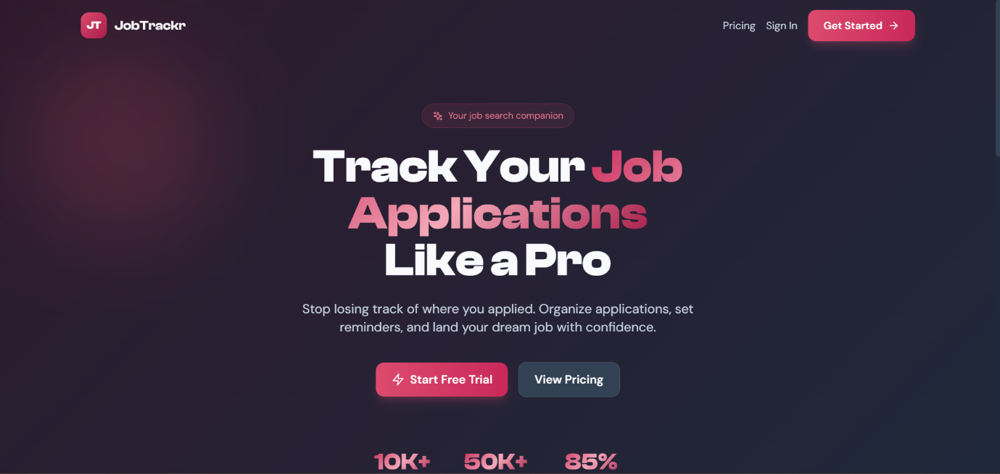 JT JobTrackr
Pricing Sign In Get Started
Your job search companion
Track Your Job
Applications
Like a Pro
Stop losing track of where you applied. Organize applications, set
reminders, and land your dream job with confidence.
Start Free Trial View Pricing
10K+ 50K+ 85%